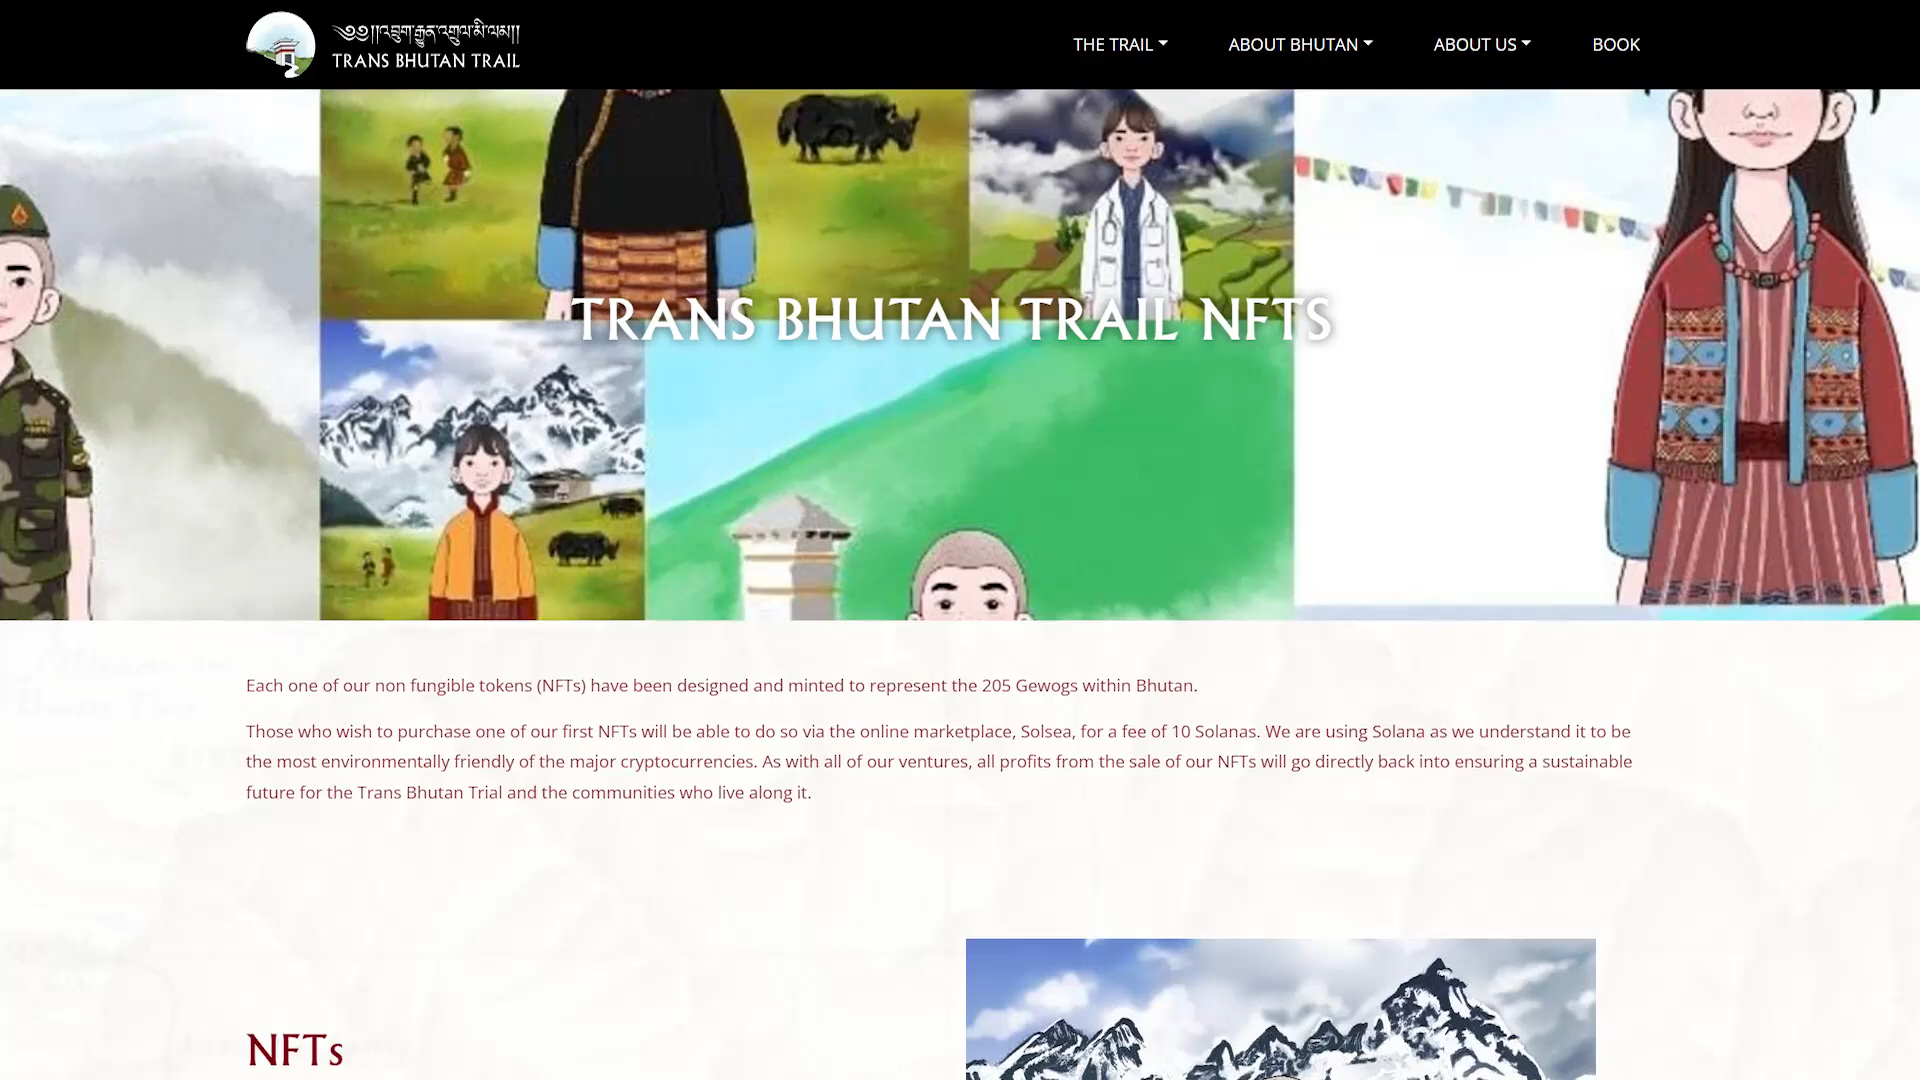 ༄༅།།འབྲུག་རྒྱུན་འགྲུལ་མི་ལམ།།
TRANS BHUTAN TRAIL
THE TRAIL
ABOUT BHUTAN
ABOUT US
BOOK
TRANS BHUTAN TRAIL NFTS
Each one of our non fungible tokens (NFTs) have been designed and minted to represent the 205 Gewogs within Bhutan.
Those who wish to purchase one of our first NFTs will be able to do so via the online marketplace, Solsea, for a fee of 10 Solanas. We are using Solana as we understand it to be
the most environmentally friendly of the major cryptocurrencies. As with all of our ventures, all profits from the sale of our NFTs will go directly back into ensuring a sustainable
future for the Trans Bhutan Trial and the communities who live along it.
NFTs